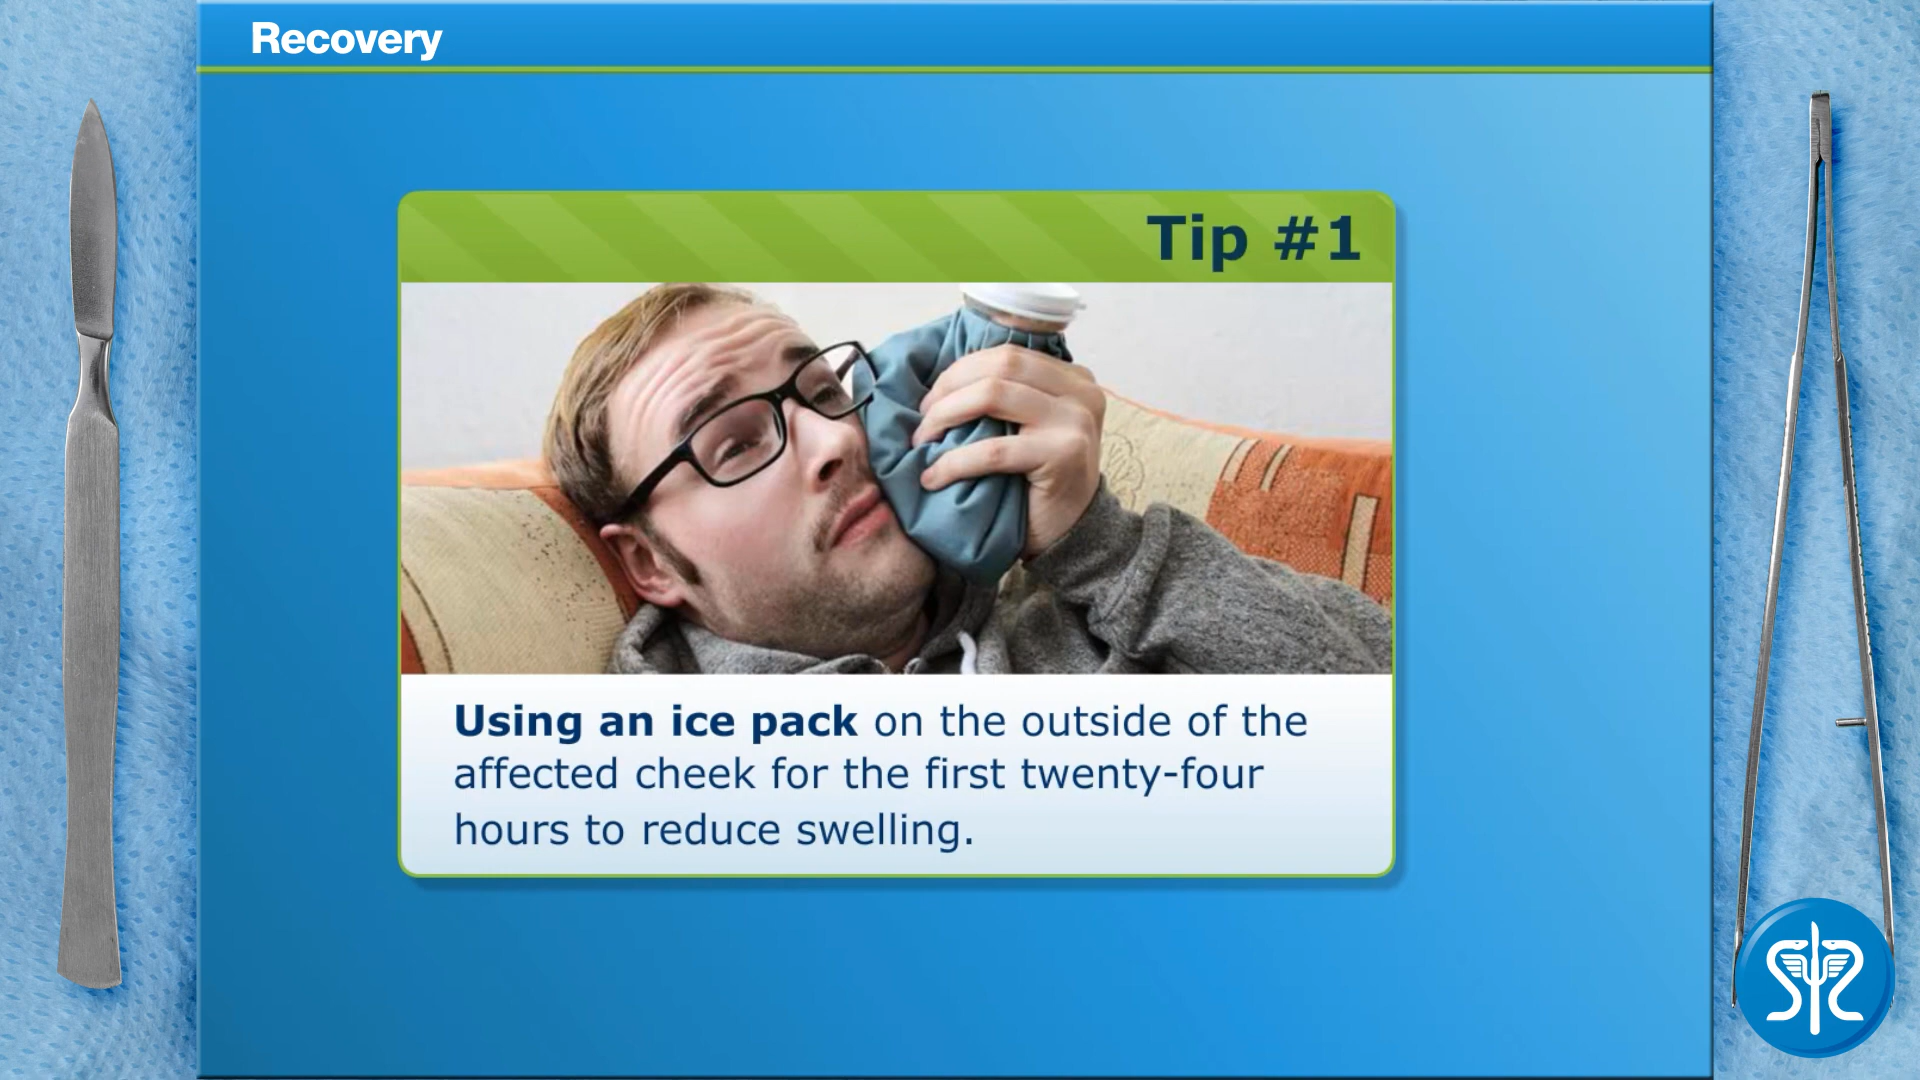 Recovery
Tip #1
Using an ice pack on the outside of the
affected cheek for the first twenty-four
hours to reduce swelling.